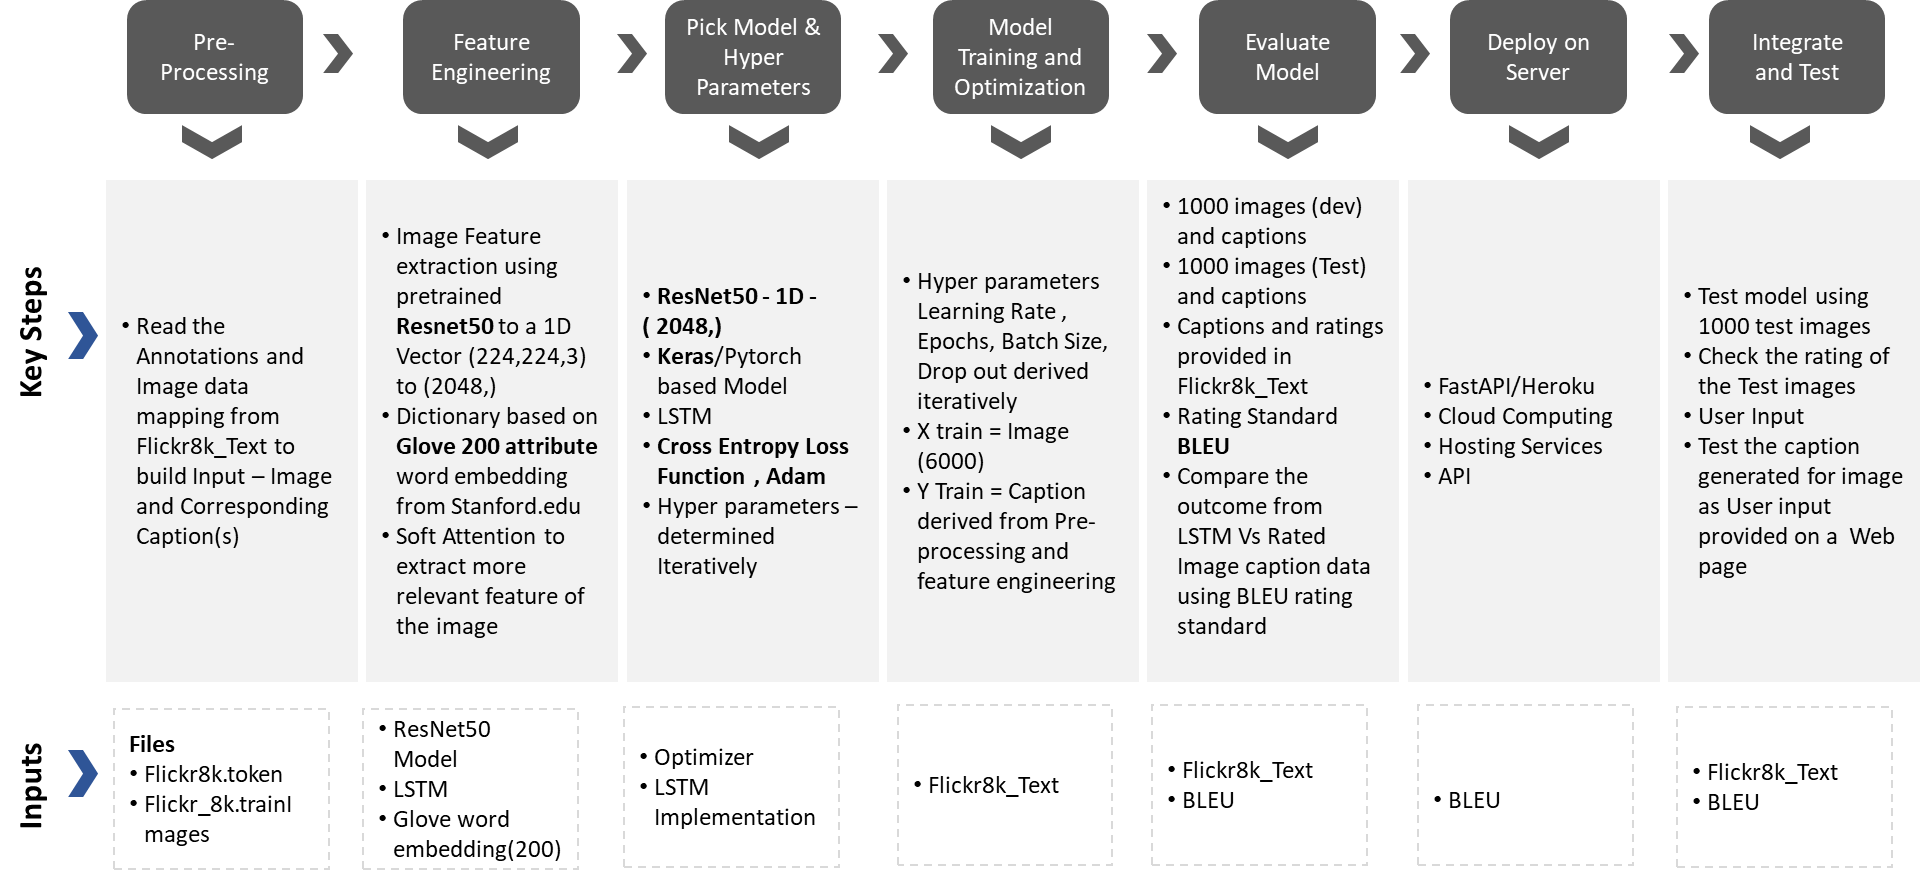 Pre-
Processing
Feature
Engineering
Pick Model &
Hyper
Parameters
Model
Training and
Optimization
Evaluate
Model
Deploy on
Server
Integrate
and Test
Key Steps
• Read the
Annotations and
Image data
mapping from
Flickr8k_Text to
build Input – Image
and Corresponding
Caption(s)
• Image Feature
extraction using
pretrained
Resnet50 to a 1D
Vector (224,224,3)
to (2048,)
• Dictionary based on
Glove 200 attribute
word embedding
from Stanford.edu
• Soft Attention to
extract more
relevant feature of
the image
• ResNet50 - 1D -
( 2048,)
• Keras/Pytorch
based Model
• LSTM
• Cross Entropy Loss
Function , Adam
• Hyper parameters –
determined
Iteratively
• Hyper parameters
Learning Rate ,
Epochs, Batch Size,
Drop out derived
iteratively
• X train = Image
(6000)
• Y Train = Caption
derived from Pre-
processing and
feature engineering
• 1000 images (dev)
and captions
• 1000 images (Test)
and captions
• Captions and ratings
provided in
Flickr8k_Text
• Rating Standard
BLEU
• Compare the
outcome from
LSTM Vs Rated
Image caption data
using BLEU rating
standard
• FastAPI/Heroku
• Cloud Computing
• Hosting Services
• API
• Test model using
1000 test images
• Check the rating of
the Test images
• User Input
• Test the caption
generated for image
as User input
provided on a Web
page
Inputs
Files
• Flickr8k.token
• Flickr_8k.trainI
mages
• ResNet50
Model
• LSTM
• Glove word
embedding(200)
• Optimizer
• LSTM
Implementation
• Flickr8k_Text
• Flickr8k_Text
• BLEU
• BLEU
• Flickr8k_Text
• BLEU